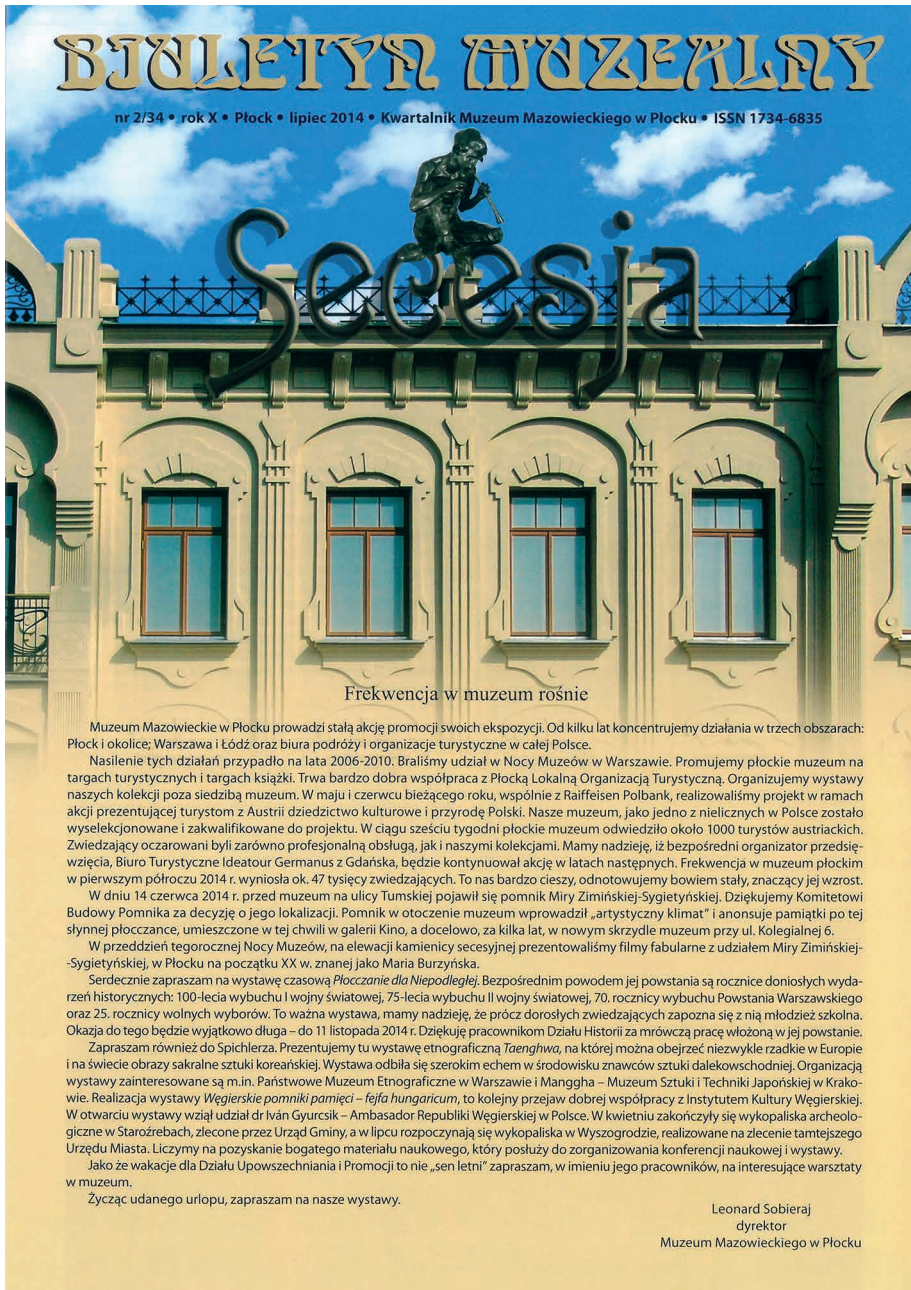 BIULETYN MUZEALNY
nr 2/34 • rok X • Płock • lipiec 2014 • Kwartalnik Muzeum Mazowieckiego w Płocku • ISSN 1734-6835
Secesja
Frekwencja w muzeum rośnie
Muzeum Mazowieckie w Płocku prowadzi stałą akcję promocji swoich ekspozycji. Od kilku lat koncentrujemy działania w trzech obszarach:
Płock i okolice; Warszawa i Łódź oraz biura podróży i organizacje turystyczne w całej Polsce.
Nasilenie tych działań przypadło na lata 2006-2010. Braliśmy udział w Nocy Muzeów w Warszawie. Promujemy płockie muzeum na
targach turystycznych i targach książki. Trwa bardzo dobra współpraca z Płocką Lokalną Organizacją Turystyczną. Organizujemy wystawy
naszych kolekcji poza siedzibą muzeum. W maju i czerwcu bieżącego roku, wspólnie z Raiffeisen Polbank, realizowaliśmy projekt w ramach
akcji prezentującej turystom z Austrii dziedzictwo kulturowe i przyrodę Polski. Nasze muzeum, jako jedno z nielicznych w Polsce zostało
wyselekcjonowane i zakwalifikowane do projektu. W ciągu sześciu tygodni płockie muzeum odwiedziło około 1000 turystów austriackich.
Zwiedzający oczarowani byli zarówno profesjonalną obsługą, jak i naszymi kolekcjami. Mamy nadzieję, iż bezpośredni organizator przedsię-
wzięcia, Biuro Turystyczne Ideatour Germanus z Gdańska, będzie kontynuował akcję w latach następnych. Frekwencja w muzeum płockim
w pierwszym półroczu 2014 r. wyniosła ok. 47 tysięcy zwiedzających. To nas bardzo cieszy, odnotowujemy bowiem stały, znaczący jej wzrost.
W dniu 14 czerwca 2014 r. przed muzeum na ulicy Tumskiej pojawił się pomnik Miry Zimińskiej-Sygietyńskiej. Dziękujemy Komitetowi
Budowy Pomnika za decyzję o jego lokalizacji. Pomnik w otoczenie muzeum wprowadził „artystyczny klimat” i anonsuje pamiątki po tej
słynnej płocczance, umieszczone w tej chwili w galerii Kino, a docelowo, za kilka lat, w nowym skrzydle muzeum przy ul. Kolegialnej 6.
W przeddzień tegorocznej Nocy Muzeów, na elewacji kamienicy secesyjnej prezentowaliśmy filmy fabularne z udziałem Miry Zimińskiej-
-Sygietyńskiej, w Płocku na początku XX w. znanej jako Maria Burzyńska.
Serdecznie zapraszam na wystawę czasową Płocczanie dla Niepodległej. Bezpośrednim powodem jej powstania są rocznice doniosłych wyda-
rzeń historycznych: 100-lecia wybuchu I wojny światowej, 75-lecia wybuchu II wojny światowej, 70. rocznicy wybuchu Powstania Warszawskiego
oraz 25. rocznicy wolnych wyborów. To ważna wystawa, mamy nadzieję, że prócz dorosłych zwiedzających zapozna się z nią młodzież szkolna.
Okazja do tego będzie wyjątkowo długa – do 11 listopada 2014 r. Dziękuję pracownikom Działu Historii za mrówczą pracę włożoną w jej powstanie.
Zapraszam również do Spichlerza. Prezentujemy tu wystawę etnograficzną Taenghwa, na której można obejrzeć niezwykle rzadkie w Europie
i na świecie obrazy sakralne sztuki koreańskiej. Wystawa odbiła się szerokim echem w środowisku znawców sztuki dalekowschodniej. Organizacją
wystawy zainteresowane są m.in. Państwowe Muzeum Etnograficzne w Warszawie i Manggha – Muzeum Sztuki i Techniki Japońskiej w Krako-
wie. Realizacja wystawy Węgierskie pomniki pamięci – fejfa hungaricum, to kolejny przejaw dobrej współpracy z Instytutem Kultury Węgierskiej.
W otwarciu wystawy wziął udział dr Iván Gyurcsik – Ambasador Republiki Węgierskiej w Polsce. W kwietniu zakończyły się wykopaliska archeolo-
giczne w Staroźrebach, zlecone przez Urząd Gminy, a w lipcu rozpoczynają się wykopaliska w Wyszogrodzie, realizowane na zlecenie tamtejszego
Urzędu Miasta. Liczymy na pozyskanie bogatego materiału naukowego, który posłuży do zorganizowania konferencji naukowej i wystawy.
Jako że wakacje dla Działu Upowszechniania i Promocji to nie „sen letni” zapraszam, w imieniu jego pracowników, na interesujące warsztaty
w muzeum.
Życząc udanego urlopu, zapraszam na nasze wystawy.
Leonard Sobieraj
dyrektor
Muzeum Mazowieckiego w Płocku